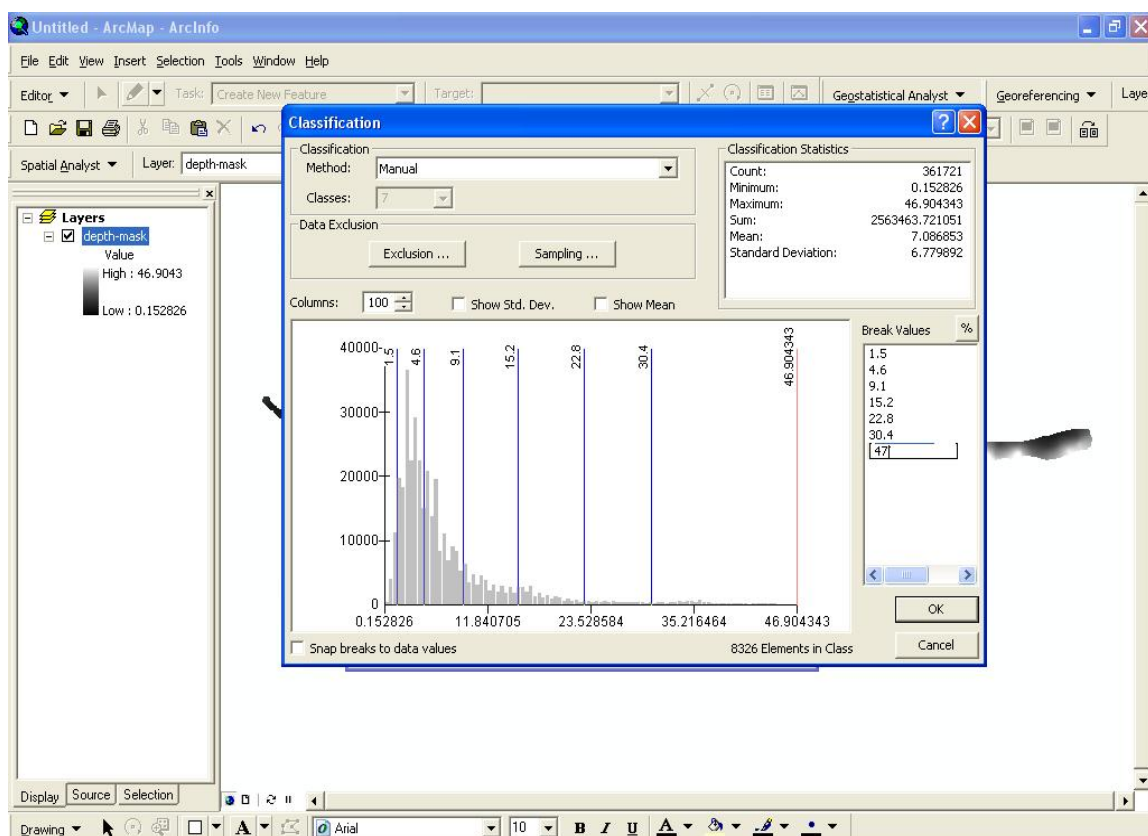 Untitled - ArcMap - ArcInfo
File Edit View Insert Selection Tools Window Help
Editor Task: Create New Feature Target: Geostatistical Analyst Georeferencing Laye
Spatial Analyst Layer: depth-mask
Layers
depth-mask
Value
High : 46.9043
Low : 0.152826
Display Source Selection
Classification
Classification
Method: Manual
Classes: 7
Data Exclusion
Exclusion ... Sampling ...
Classification Statistics
Count: 361721
Minimum: 0.152826
Maximum: 46.904343
Sum: 2563463.721051
Mean: 7.086853
Standard Deviation: 6.779892
Columns: 100 Show Std. Dev. Show Mean
40000
30000
20000
10000
0
1.5 4.6 9.1 15.2 22.8 30.4 46.904343
0.152826 11.840705 23.528584 35.216464 46.904343
Break Values %
1.5
4.6
9.1
15.2
22.8
30.4
47
OK
Cancel
Snap breaks to data values 8326 Elements in Class
Drawing A Arial 10 B I U A